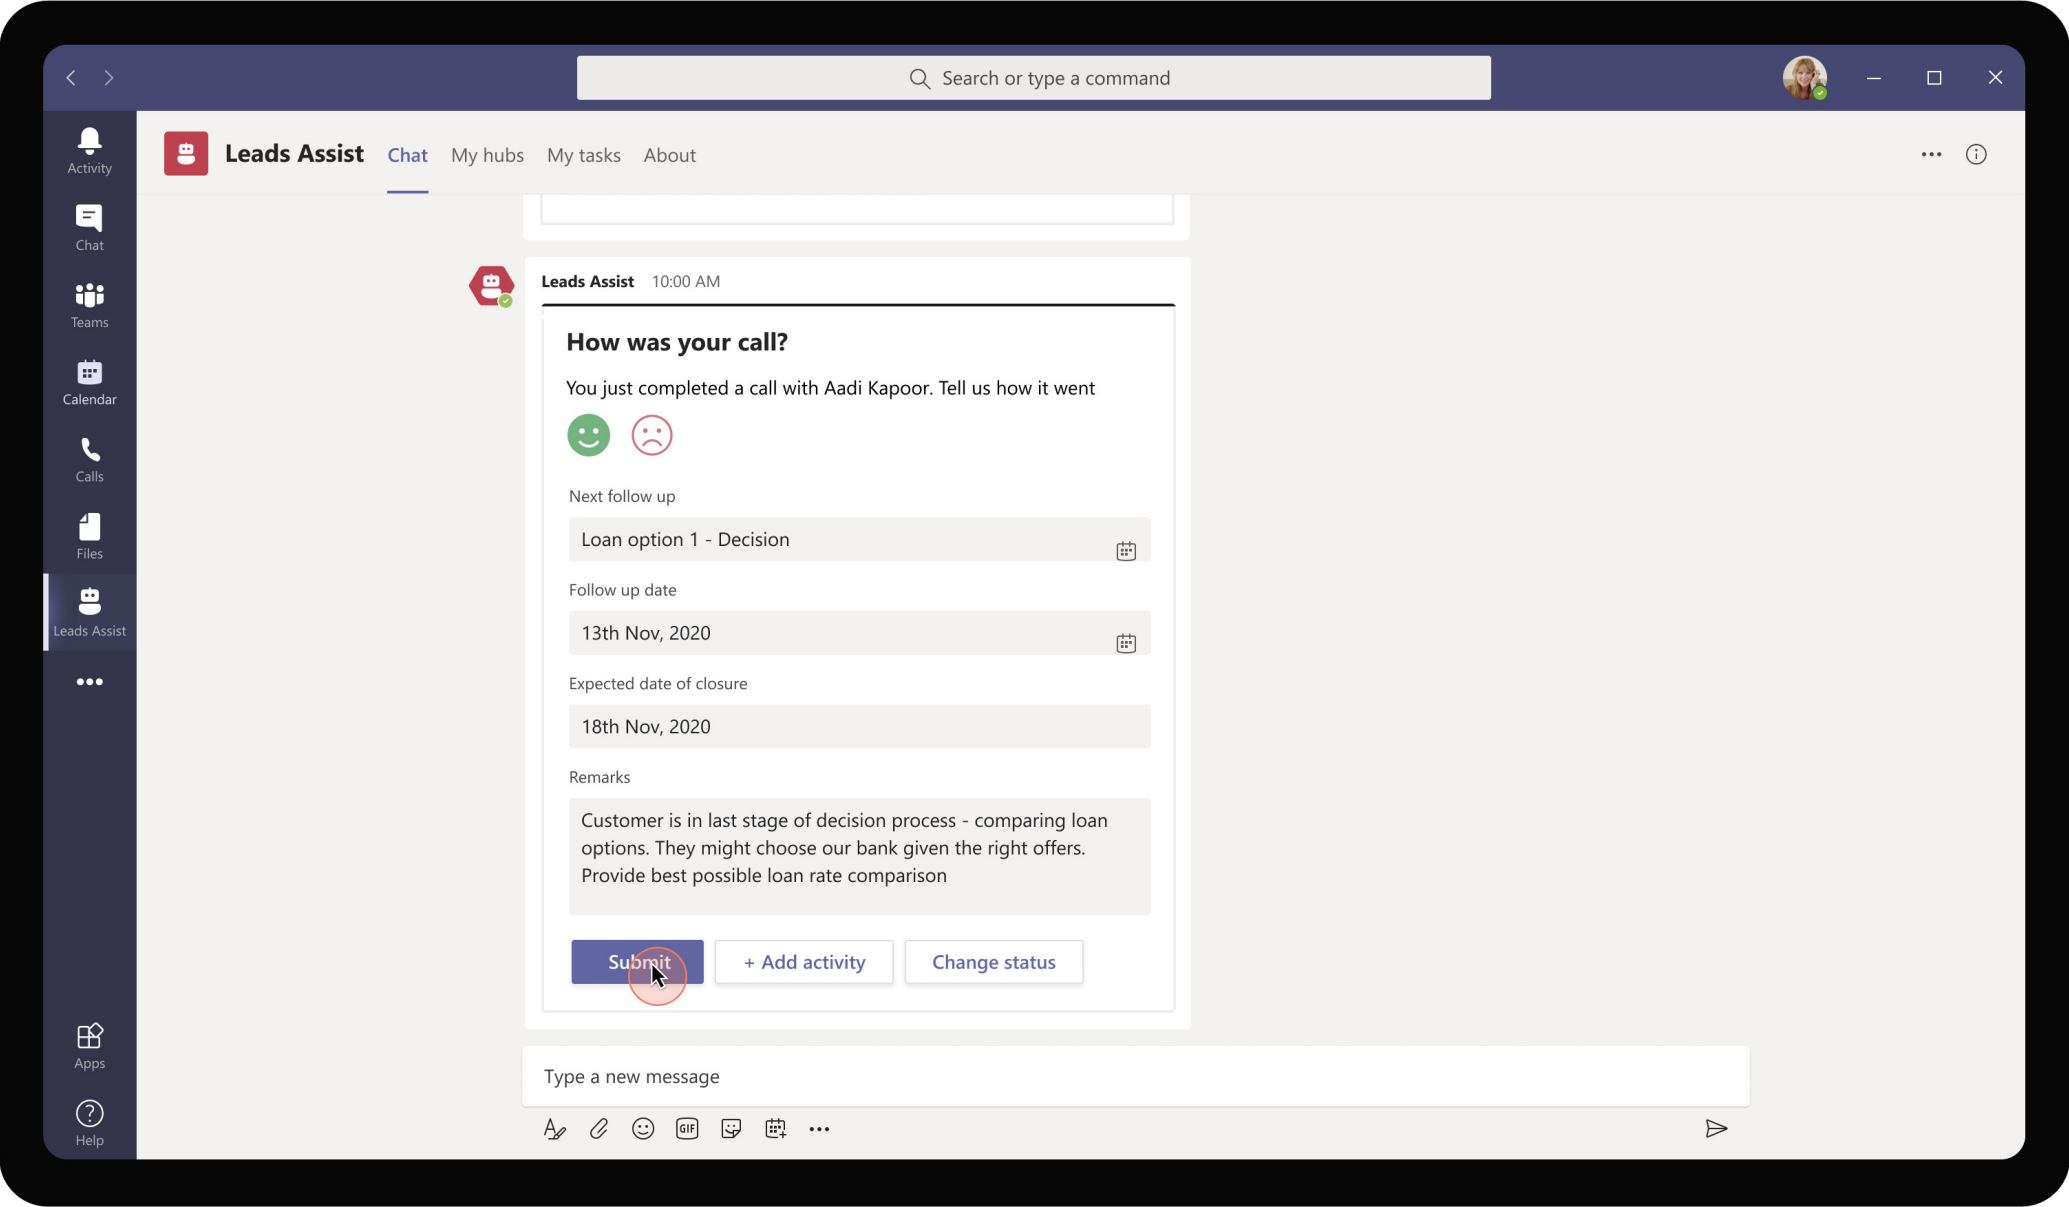 Search or type a command
Activity
Chat
Teams
Calendar
Calls
Files
Leads Assist
Apps
Help
Leads Assist Chat My hubs My tasks About
Leads Assist 10:00 AM
How was your call?
You just completed a call with Aadi Kapoor. Tell us how it went
Next follow up
Loan option 1 - Decision
Follow up date
13th Nov, 2020
Expected date of closure
18th Nov, 2020
Remarks
Customer is in last stage of decision process - comparing loan
options. They might choose our bank given the right offers.
Provide best possible loan rate comparison
Submit + Add activity Change status
Type a new message
GIF